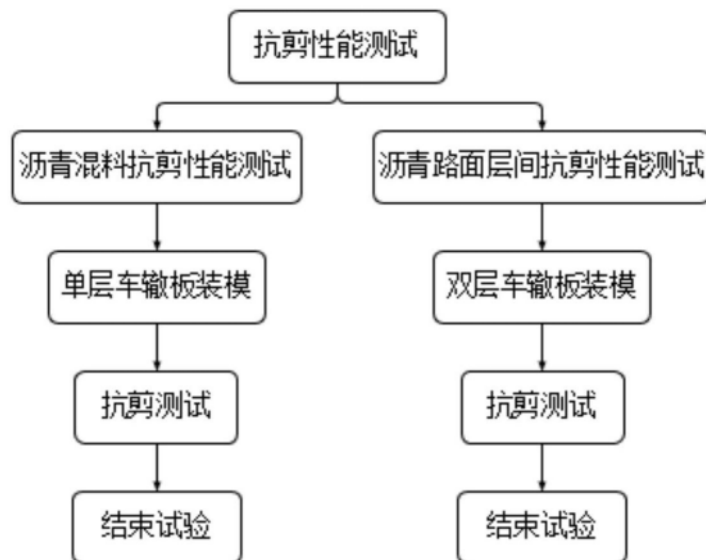 抗剪性能测试
沥青混料抗剪性能测试
沥青路面层间抗剪性能测试
单层车辙板装模
双层车辙板装模
抗剪测试
抗剪测试
结束试验
结束试验